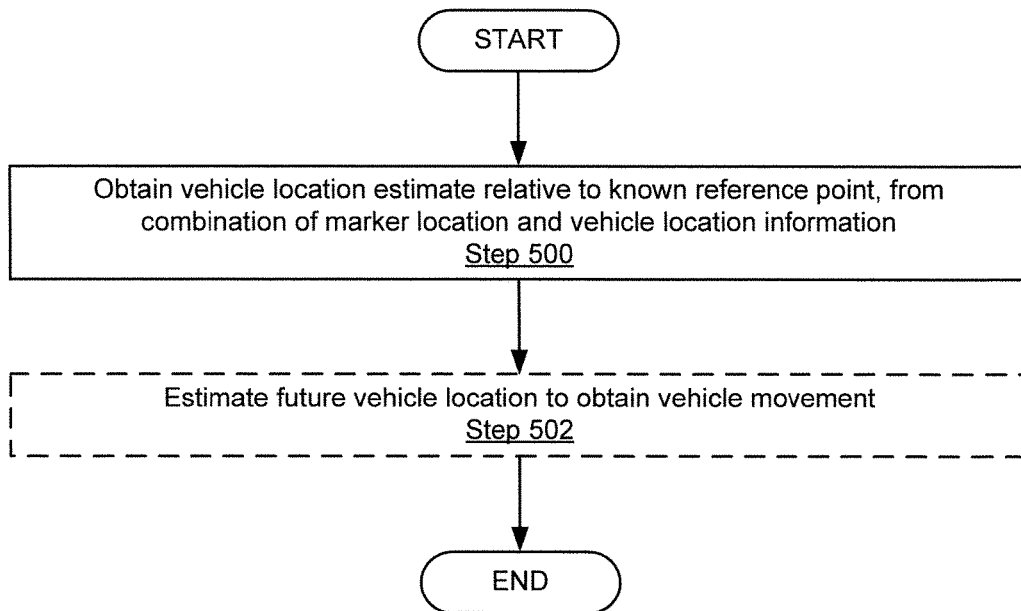 START
Obtain vehicle location estimate relative to known reference point, from
combination of marker location and vehicle location information
Step 500
Estimate future vehicle location to obtain vehicle movement
Step 502
END